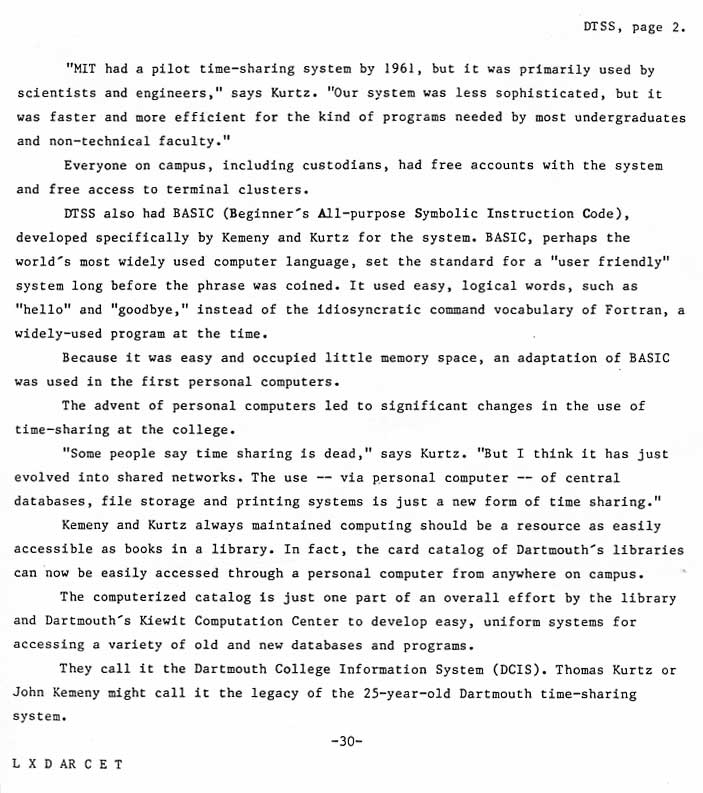 DTSS, page 2.
"MIT had a pilot time-sharing system by 1961, but it was primarily used by
scientists and engineers," says Kurtz. "Our system was less sophisticated, but it
was faster and more efficient for the kind of programs needed by most undergraduates
and non-technical faculty."
Everyone on campus, including custodians, had free accounts with the system
and free access to terminal clusters.
DTSS also had BASIC (Beginner's All-purpose Symbolic Instruction Code),
developed specifically by Kemeny and Kurtz for the system. BASIC, perhaps the
world's most widely used computer language, set the standard for a "user friendly"
system long before the phrase was coined. It used easy, logical words, such as
"hello" and "goodbye," instead of the idiosyncratic command vocabulary of Fortran, a
widely-used program at the time.
Because it was easy and occupied little memory space, an adaptation of BASIC
was used in the first personal computers.
The advent of personal computers led to significant changes in the use of
time-sharing at the college.
"Some people say time sharing is dead," says Kurtz. "But I think it has just
evolved into shared networks. The use -- via personal computer -- of central
databases, file storage and printing systems is just a new form of time sharing."
Kemeny and Kurtz always maintained computing should be a resource as easily
accessible as books in a library. In fact, the card catalog of Dartmouth's libraries
can now be easily accessed through a personal computer from anywhere on campus.
The computerized catalog is just one part of an overall effort by the library
and Dartmouth's Kiewit Computation Center to develop easy, uniform systems for
accessing a variety of old and new databases and programs.
They call it the Dartmouth College Information System (DCIS). Thomas Kurtz or
John Kemeny might call it the legacy of the 25-year-old Dartmouth time-sharing
system.
-30-
L X D AR C E T